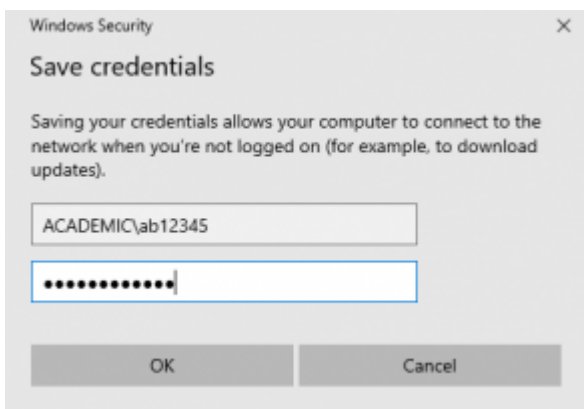 Windows Security
Save credentials
Saving your credentials allows your computer to connect to the
network when you're not logged on (for example, to download
updates).
ACADEMIC\ab12345
••••••••••••
OK
Cancel